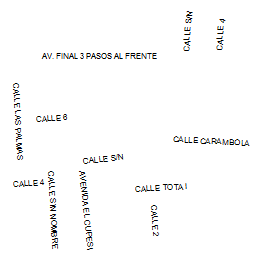 CALLE S/N
CALLE 4
AV. FINAL 3 PASOS AL FRENTE
CALLE LAS PALMAS
CALLE 6
CALLE CARAMBOLA
CALLE S/N
CALLE 4
CALLE SIN NOMBRE
AVENIDA EL CUPESI
CALLE TOTAI
CALLE 2